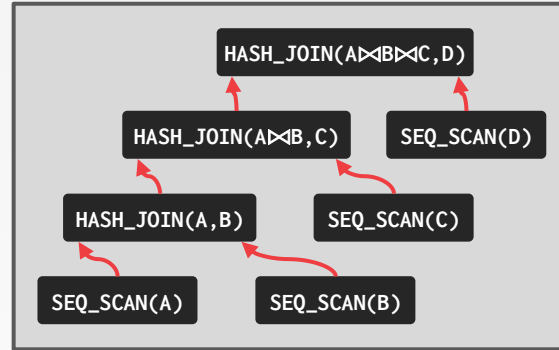 HASH_JOIN(A⋈B⋈C,D)
HASH_JOIN(A⋈B,C)
SEQ_SCAN(D)
HASH_JOIN(A,B)
SEQ_SCAN(C)
SEQ_SCAN(A)
SEQ_SCAN(B)